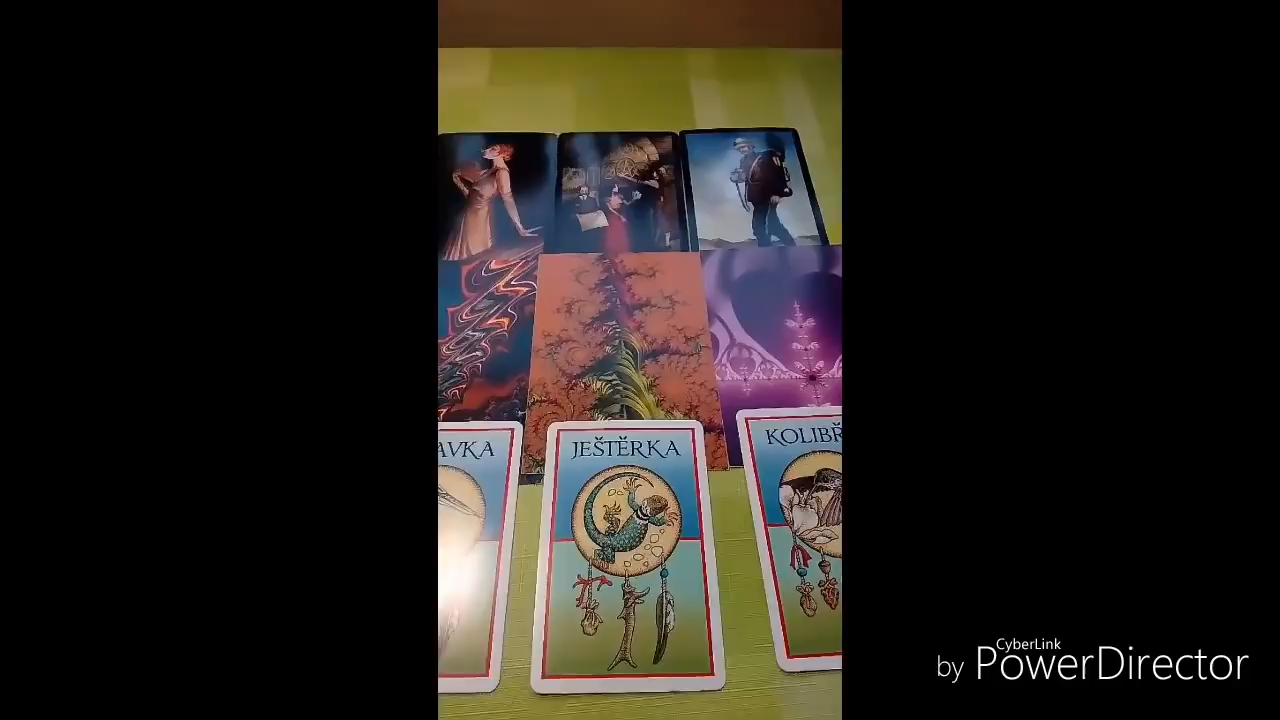 AVKA
JEŠTĚRKA
KOLIBŘ
CyberLink
by PowerDirector